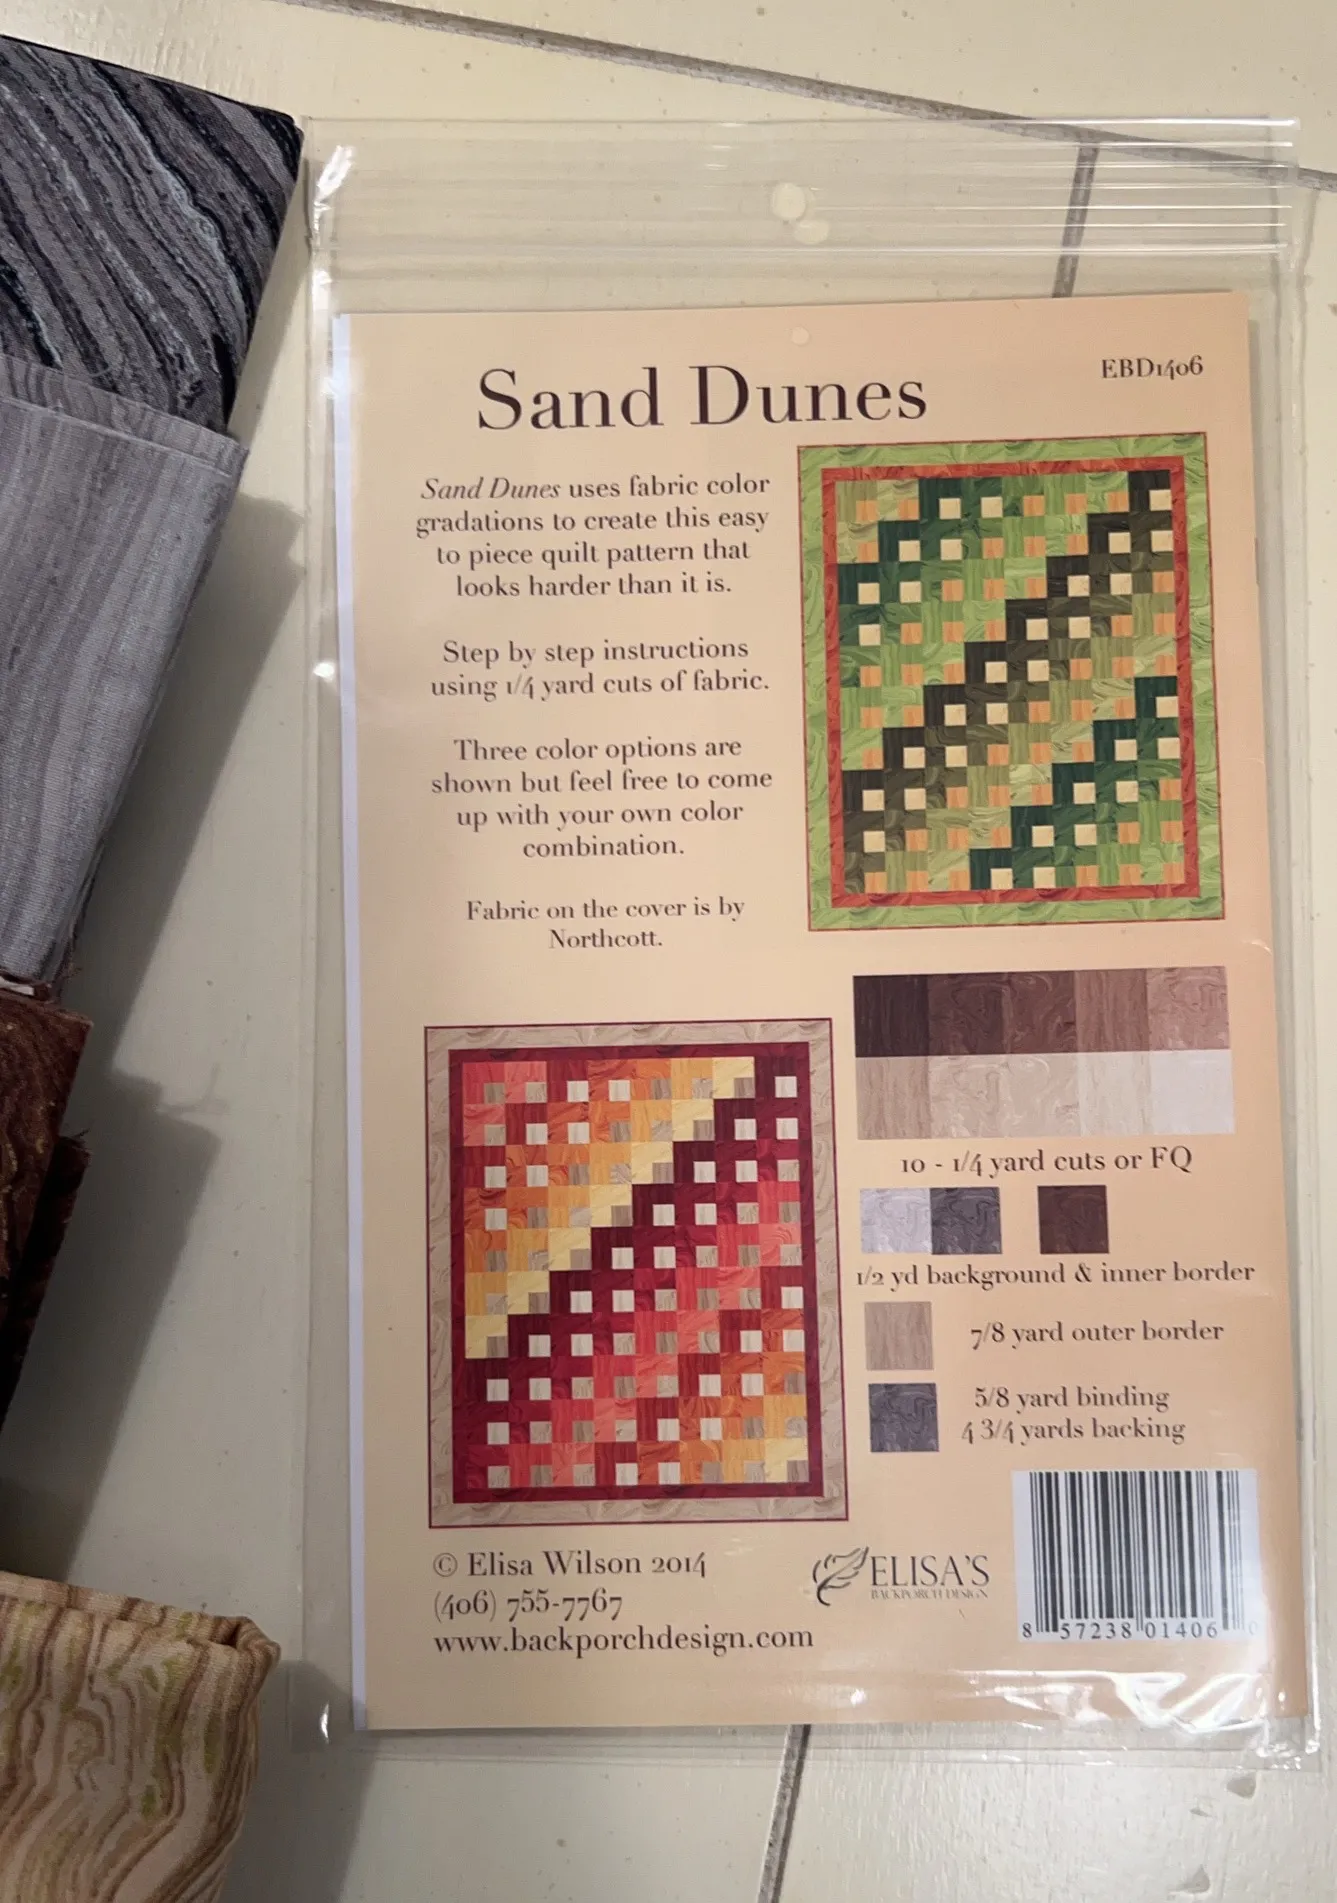 Sand Dunes
EBD1406
Sand Dunes uses fabric color
gradations to create this easy
to piece quilt pattern that
looks harder than it is.
Step by step instructions
using 1/4 yard cuts of fabric.
Three color options are
shown but feel free to come
up with your own color
combination.
Fabric on the cover is by
Northcott.
10 - 1/4 yard cuts or FQ
1/2 yd background & inner border
7/8 yard outer border
5/8 yard binding
4 3/4 yards backing
© Elisa Wilson 2014
(406) 755-7767
www.backporchdesign.com
ELISA'S
BACKPORCH DESIGN
8 57238 01406 0